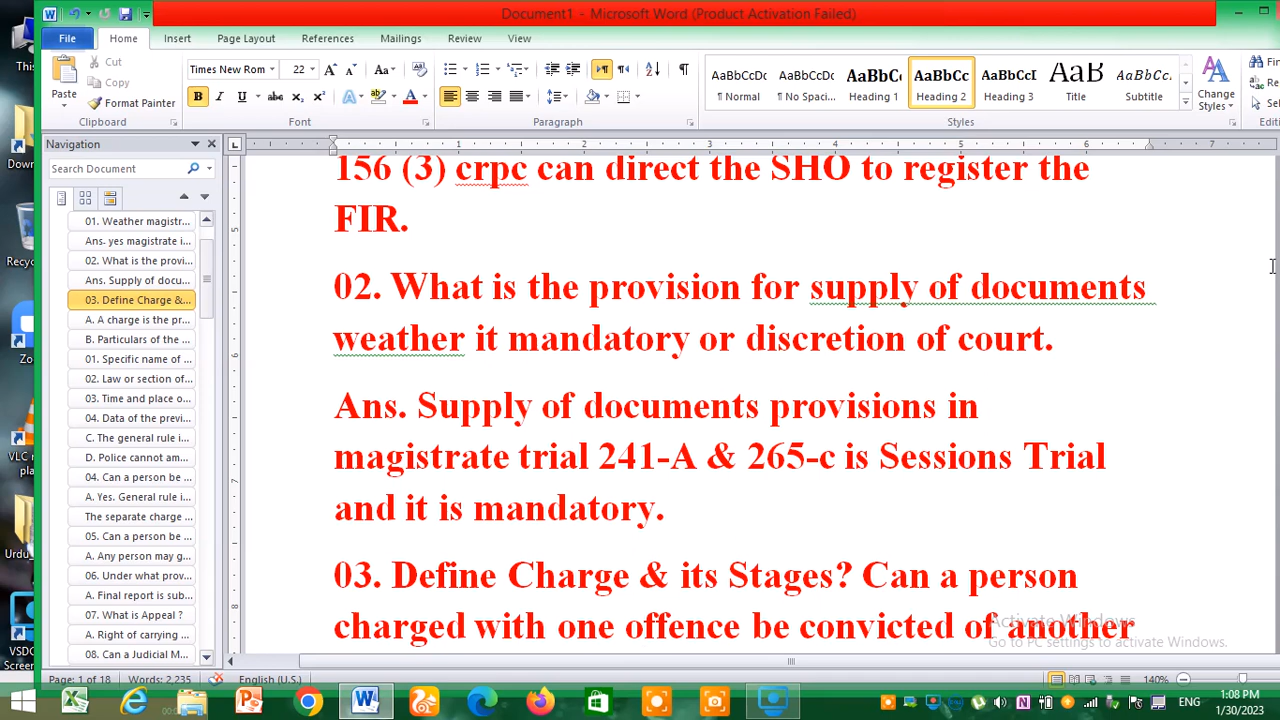 Document1 - Microsoft Word (Product Activation Failed)
File Home Insert Page Layout References Mailings Review View
Cut
Copy
Format Painter
Paste
Clipboard
Times New Rom 22
Font
Paragraph
AaBbCcDc AaBbCcDc AaBbC AaBbCc AaBbCcI AaB AaBbCcDc
¶ Normal ¶ No Spaci... Heading 1 Heading 2 Heading 3 Title Subtitle
Change
Styles
Styles
Navigation
Search Document
01. Weather magistr...
Ans. yes magistrate i...
02. What is the provi...
Ans. Supply of docu...
03. Define Charge &...
A. A charge is the pr...
B. Particulars of the ...
01. Specific name of ...
02. Law or section of...
03. Time and place o...
04. Data of the previ...
C. The general rule i...
D. Police cannot am...
04. Can a person be ...
A. Yes. General rule i...
The separate charge ...
05. Can a person be ...
A. Any person may g...
06. Under what prov...
A. Final report is sub...
07. What is Appeal ?
A. Right of carrying ...
08. Can a Judicial M...
156 (3) crpc can direct the SHO to register the
FIR.
02. What is the provision for supply of documents
weather it mandatory or discretion of court.
Ans. Supply of documents provisions in
magistrate trial 241-A & 265-c is Sessions Trial
and it is mandatory.
03. Define Charge & its Stages? Can a person
charged with one offence be convicted of another
Activate Windows
Go to PC settings to activate Windows.
Page: 1 of 18 Words: 2,235 English (U.S.) 140%
ENG
1:08 PM
1/30/2023